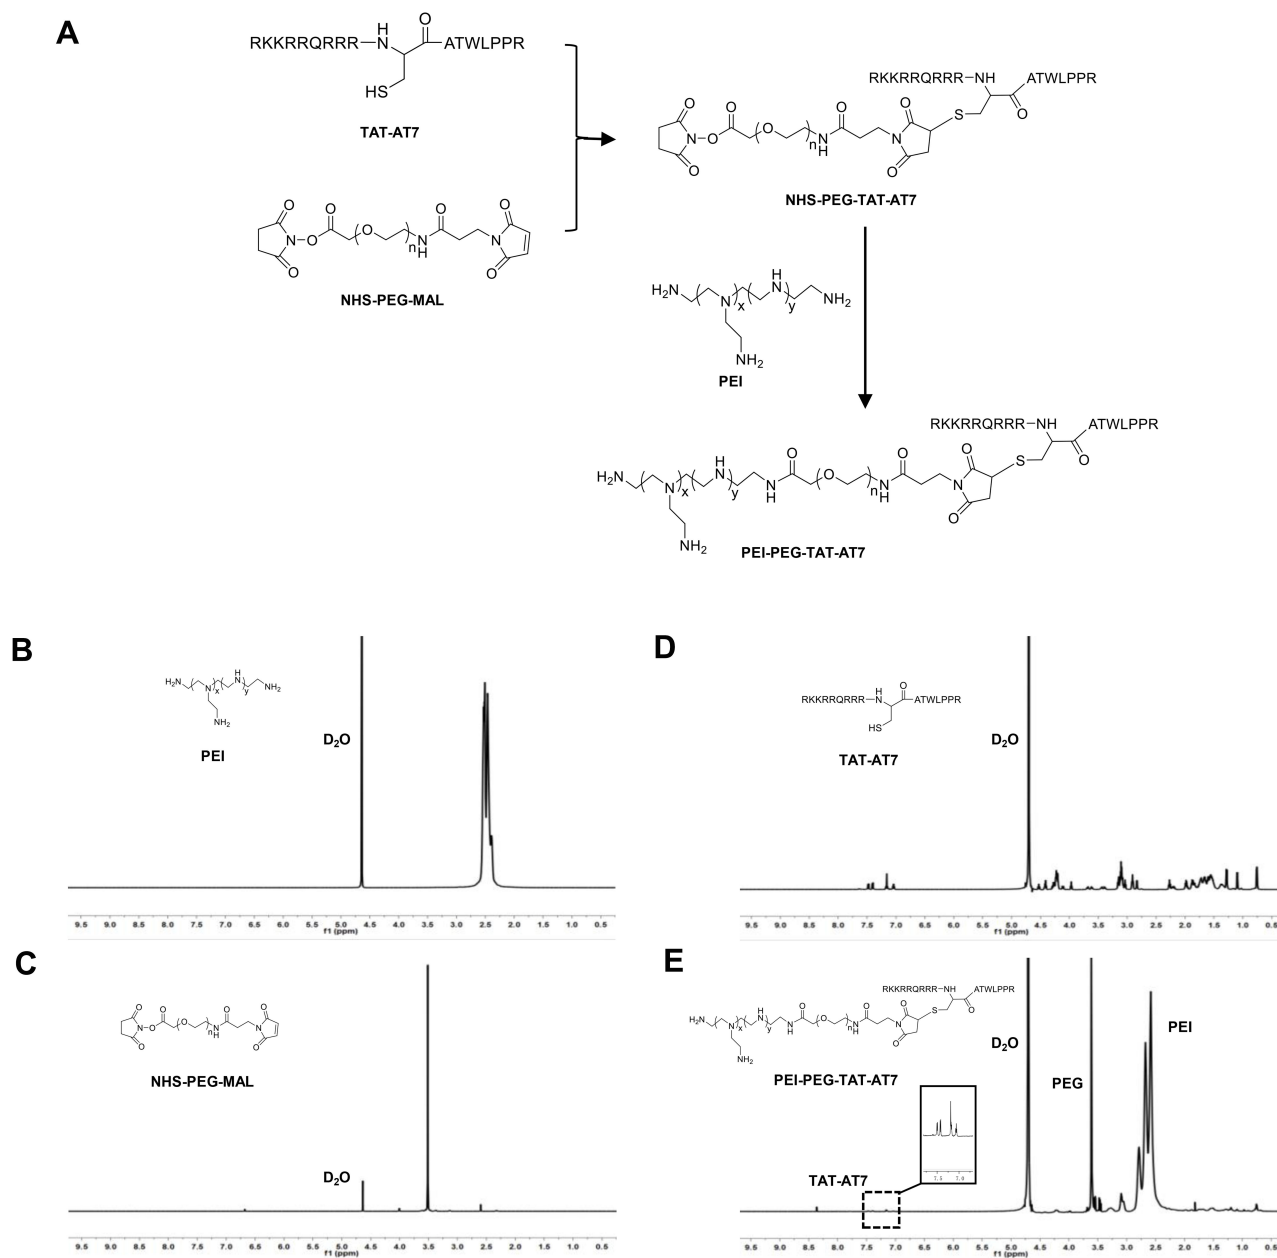 A
RKKRRQRRR
H
N
O
ATWLPPR
HS
TAT-AT7
RKKRRQRRR
NH
ATWLPPR
O
O
N
O
O
O
O
n
N
H
O
N
O
O
S
O
NHS-PEG-TAT-AT7
O
N
O
O
O
O
n
N
H
O
N
O
O
NHS-PEG-MAL
H2N
N
x
H
N
y
NH2
NH2
PEI
RKKRRQRRR
NH
ATWLPPR
O
H2N
N
x
H
N
y
N
H
O
O
n
N
H
O
N
O
O
S
NH2
PEI-PEG-TAT-AT7
B
H2N
N
x
H
N
y
NH2
NH2
PEI
D2O
9.5 9.0 8.5 8.0 7.5 7.0 6.5 6.0 5.5 5.0 4.5 4.0 3.5 3.0 2.5 2.0 1.5 1.0 0.5
f1 (ppm)
D
RKKRRQRRR
H
N
O
ATWLPPR
HS
TAT-AT7
D2O
9.5 9.0 8.5 8.0 7.5 7.0 6.5 6.0 5.5 5.0 4.5 4.0 3.5 3.0 2.5 2.0 1.5 1.0 0.5
f1 (ppm)
C
O
N
O
O
O
O
n
N
H
O
N
O
O
NHS-PEG-MAL
D2O
9.5 9.0 8.5 8.0 7.5 7.0 6.5 6.0 5.5 5.0 4.5 4.0 3.5 3.0 2.5 2.0 1.5 1.0 0.5
f1 (ppm)
E
RKKRRQRRR
NH
ATWLPPR
O
H2N
N
x
H
N
y
N
H
O
O
n
N
H
O
N
O
O
S
NH2
PEI-PEG-TAT-AT7
D2O
PEG
PEI
TAT-AT7
7.5 7.0
9.5 9.0 8.5 8.0 7.5 7.0 6.5 6.0 5.5 5.0 4.5 4.0 3.5 3.0 2.5 2.0 1.5 1.0 0.5
f1 (ppm)